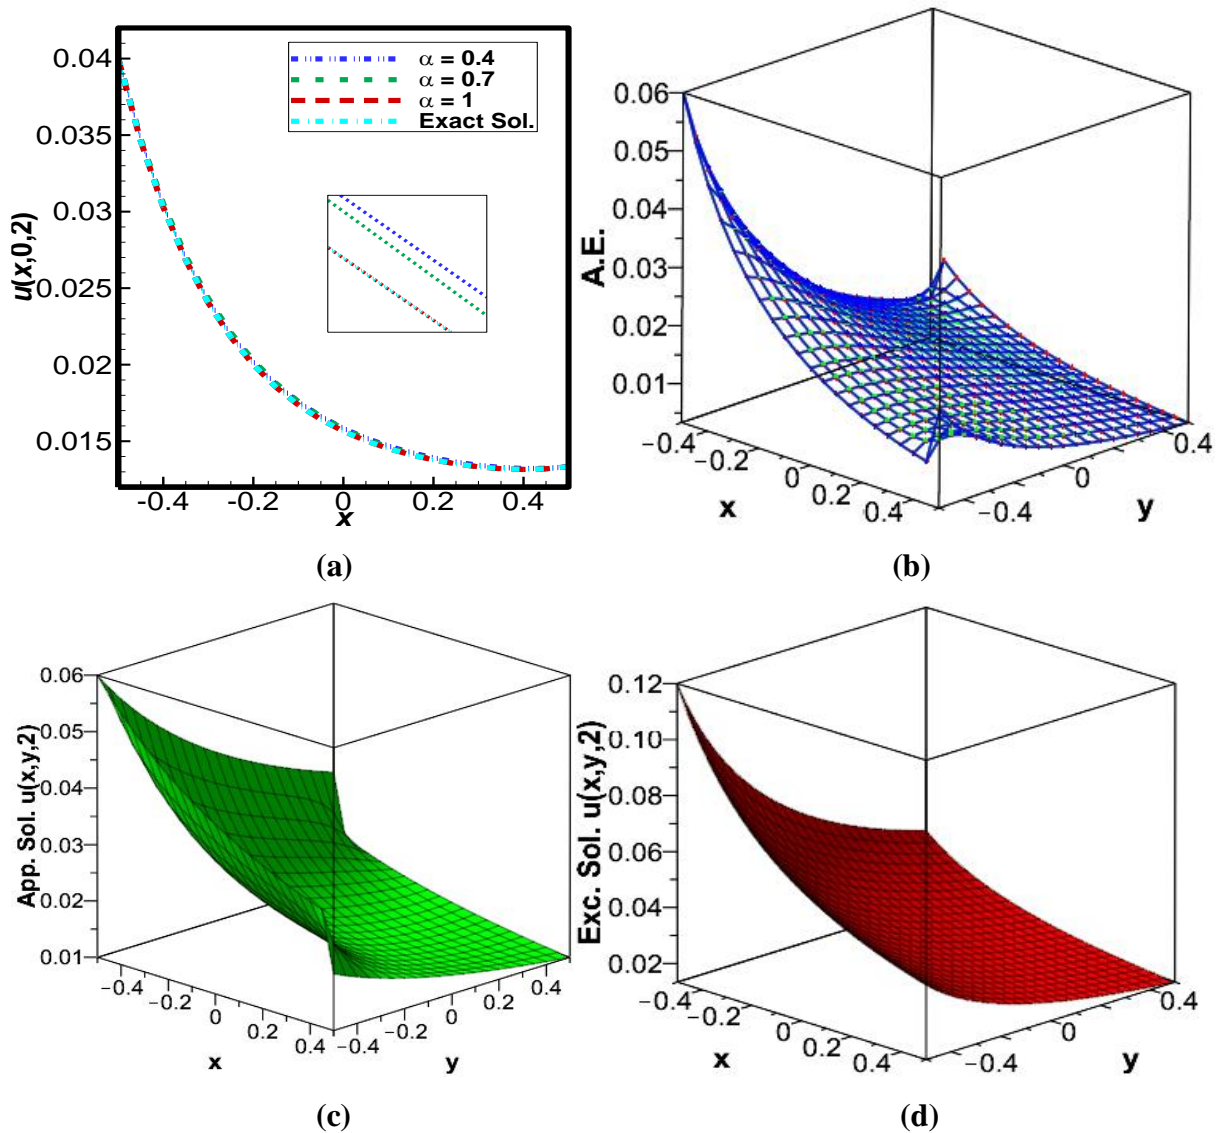 0.04
0.035
0.03
0.025
0.02
0.015
u(x,0,2)
-0.4
-0.2
0
0.2
0.4
x
α = 0.4
α = 0.7
α = 1
Exact Sol.
(a)
0.06
0.05
0.04
0.03
0.02
0.01
A.E.
−0.4
−0.2
0
0.2
0.4
x
−0.4
0
0.4
y
(b)
0.06
0.05
0.04
0.03
0.02
0.01
App. Sol. u(x,y,2)
−0.4
−0.2
0
0.2
0.4
x
−0.4
−0.2
0
0.2
0.4
y
(c)
0.12
0.10
0.08
0.06
0.04
0.02
Exc. Sol. u(x,y,2)
−0.4
−0.2
0
0.2
0.4
x
−0.4
0
0.4
y
(d)